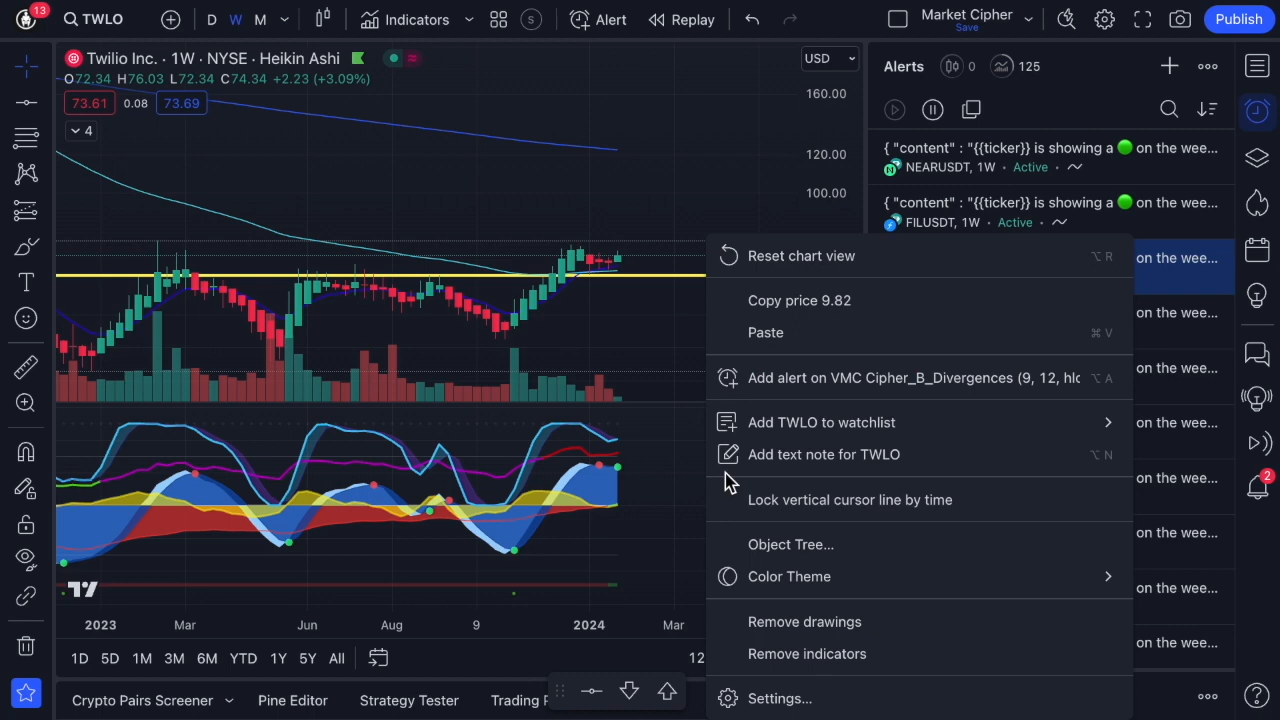 13
TWLO
D W M
Indicators
S
Alert
Replay
Market Cipher
Save
Publish
Twilio Inc. · 1W · NYSE · Heikin Ashi
O72.34 H76.03 L72.34 C74.34 +2.23 (+3.09%)
73.61 0.08 73.69
4
USD
160.00
120.00
100.00
2023 Mar Jun Aug 9 2024 Mar
1D 5D 1M 3M 6M YTD 1Y 5Y All
12
Crypto Pairs Screener
Pine Editor
Strategy Tester
Trading
Alerts
0
125
{ "content" : "{{ticker}} is showing a 🟢 on the wee...
NEARUSDT, 1W · Active ·
{ "content" : "{{ticker}} is showing a 🟢 on the wee...
FILUSDT, 1W · Active ·
on the wee...
on the wee...
on the wee...
on the wee...
on the wee...
on the wee...
on the wee...
on the wee...
Reset chart view ⌥ R
Copy price 9.82
Paste ⌘ V
Add alert on VMC Cipher_B_Divergences (9, 12, hlc ⌥ A
Add TWLO to watchlist
Add text note for TWLO ⌥ N
Lock vertical cursor line by time
Object Tree...
Color Theme
Remove drawings
Remove indicators
Settings...
2